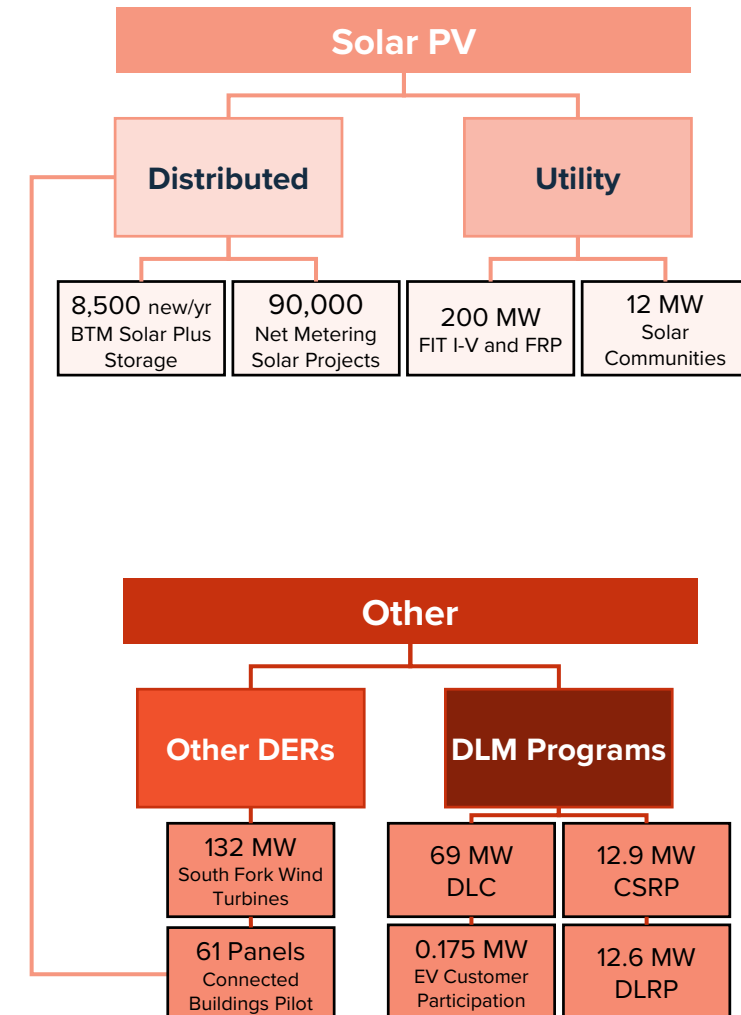 Solar PV
Distributed
Utility
8,500 new/yr
BTM Solar Plus
Storage
90,000
Net Metering
Solar Projects
200 MW
FIT I-V and FRP
12 MW
Solar
Communities
Other
Other DERs
DLM Programs
132 MW
South Fork Wind
Turbines
69 MW
DLC
12.9 MW
CSRP
61 Panels
Connected
Buildings Pilot
0.175 MW
EV Customer
Participation
12.6 MW
DLRP